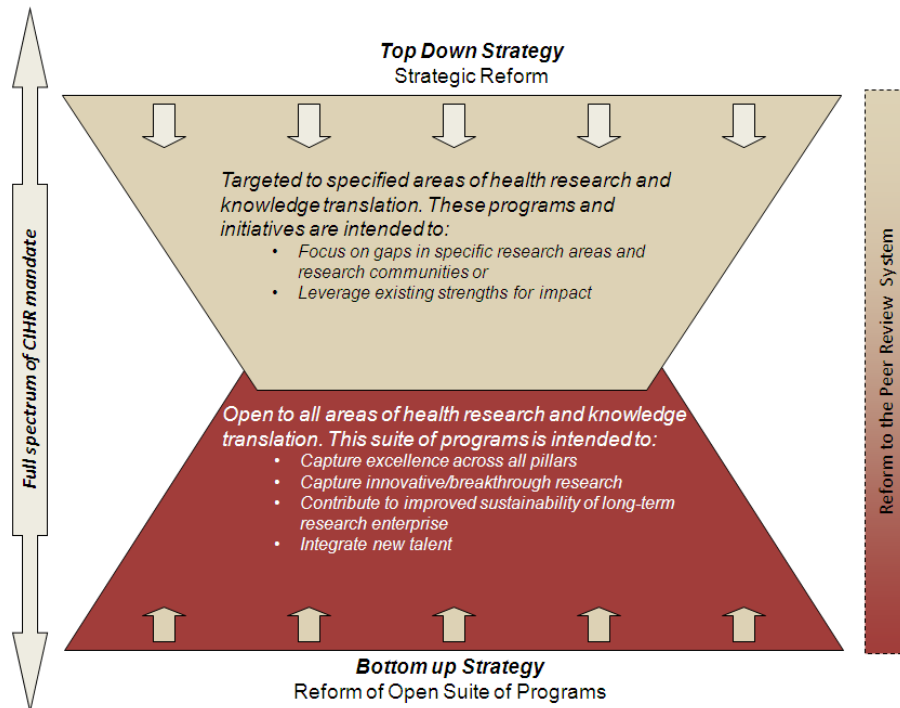 Top Down Strategy
Strategic Reform
Full spectrum of CIHR mandate
Targeted to specified areas of health research and
knowledge translation. These programs and
initiatives are intended to:
• Focus on gaps in specific research areas and
research communities or
• Leverage existing strengths for impact
Open to all areas of health research and knowledge
translation. This suite of programs is intended to:
• Capture excellence across all pillars
• Capture innovative/breakthrough research
• Contribute to improved sustainability of long-term
research enterprise
• Integrate new talent
Reform to the Peer Review System
Bottom up Strategy
Reform of Open Suite of Programs